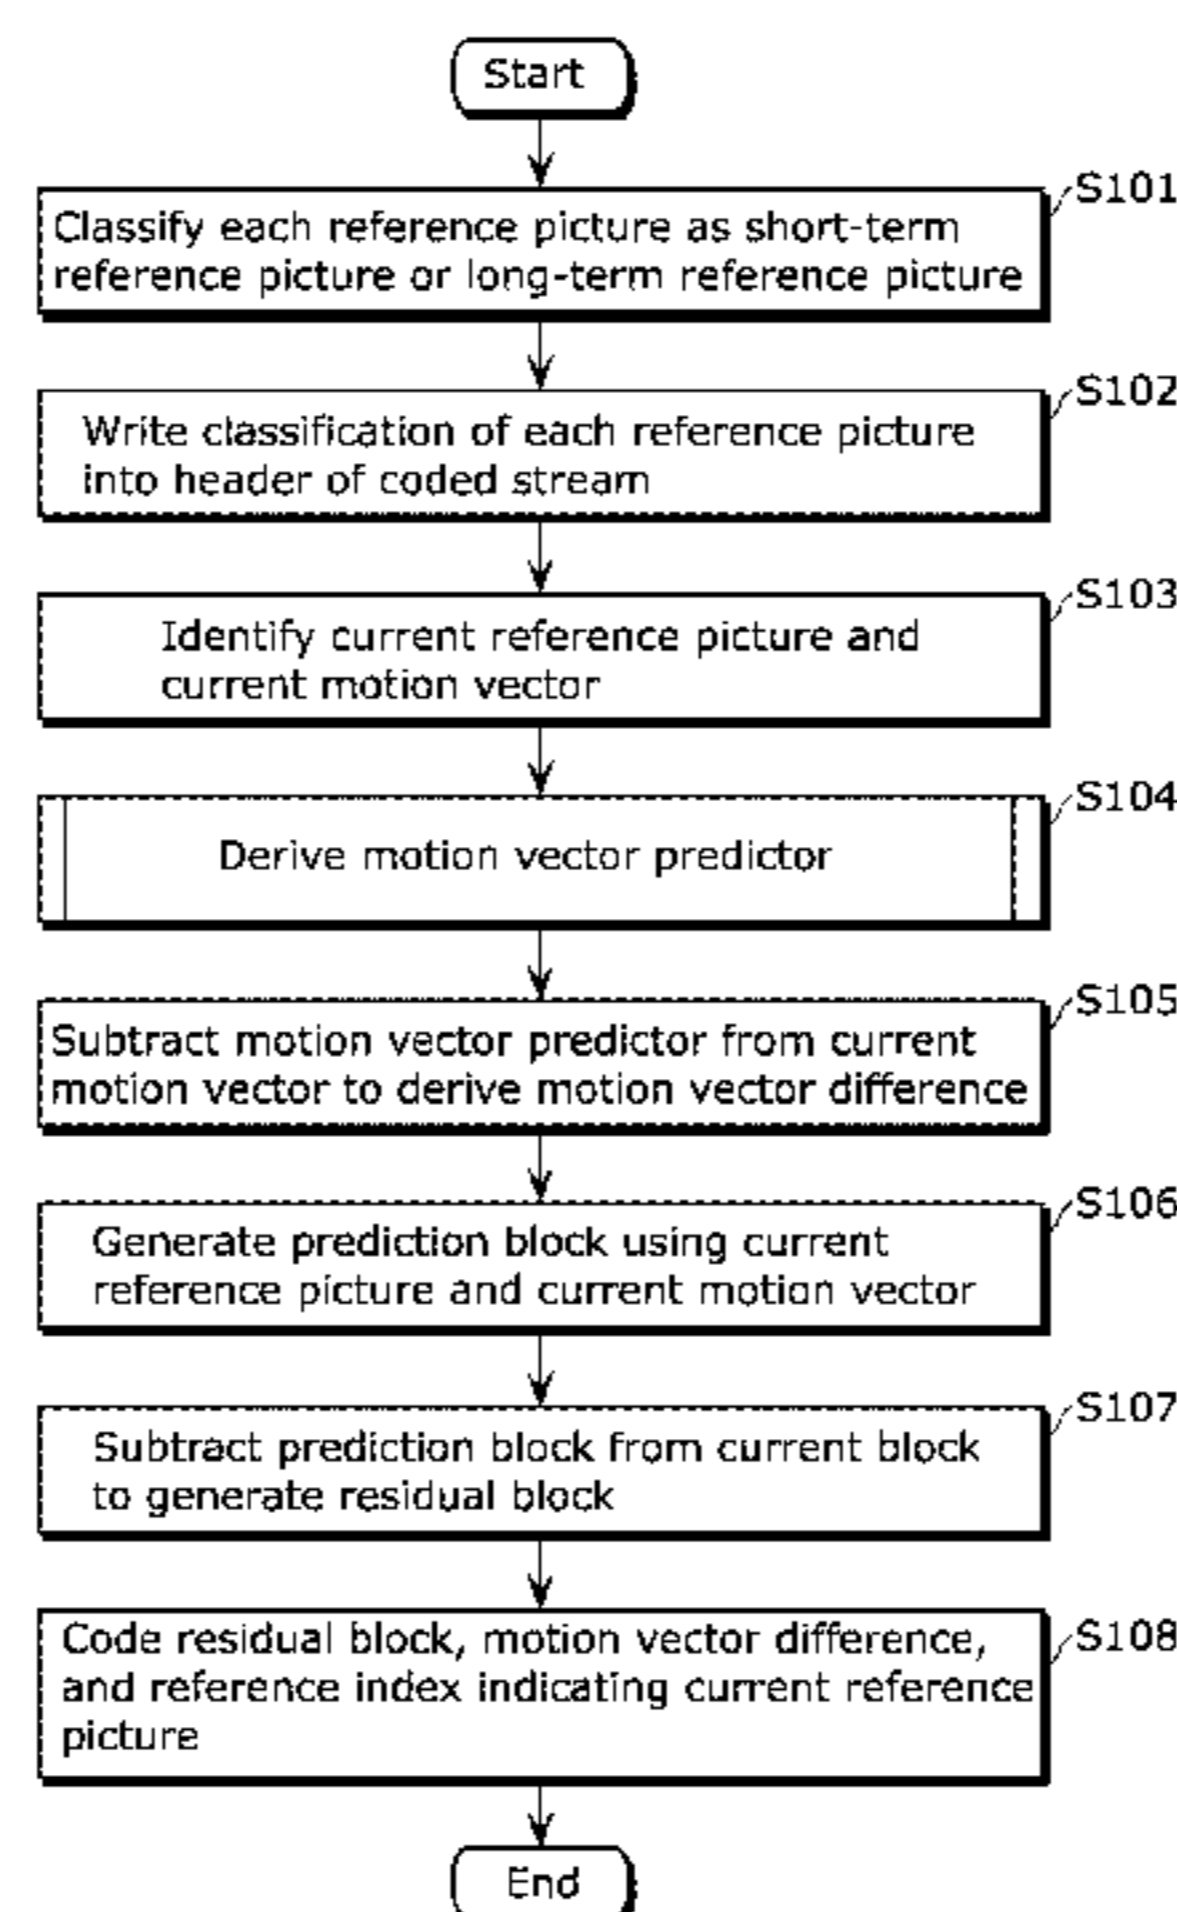 Start
S101
Classify each reference picture as short-term
reference picture or long-term reference picture
S102
Write classification of each reference picture
into header of coded stream
S103
Identify current reference picture and
current motion vector
S104
Derive motion vector predictor
S105
Subtract motion vector predictor from current
motion vector to derive motion vector difference
S106
Generate prediction block using current
reference picture and current motion vector
S107
Subtract prediction block from current block
to generate residual block
S108
Code residual block, motion vector difference,
and reference index indicating current reference
picture
End